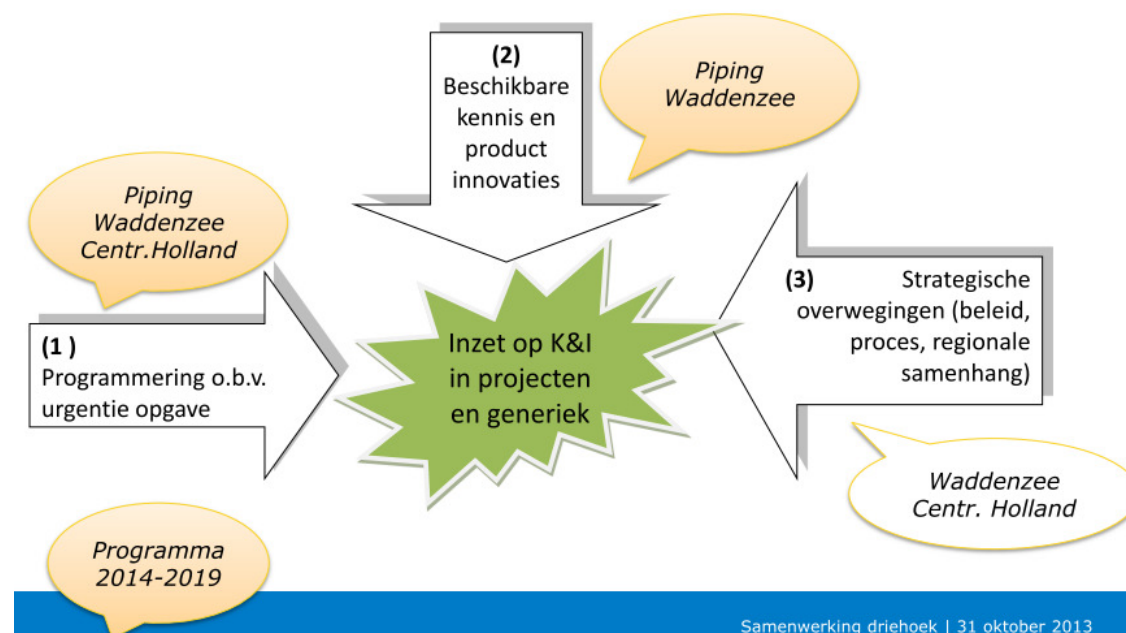 (2)
Beschikbare
kennis en
product
innovaties
Piping
Waddenzee
Piping
Waddenzee
Centr.Holland
(1 )
Programmering o.b.v.
urgentie opgave
Inzet op K&I
in projecten
en generiek
(3) Strategische
overwegingen (beleid,
proces, regionale
samenhang)
Waddenzee
Centr. Holland
Programma
2014-2019
Samenwerking driehoek | 31 oktober 2013